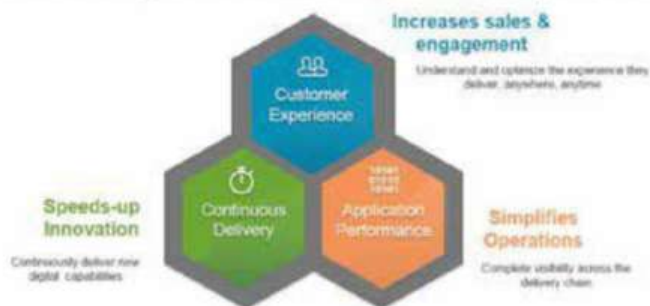 Increases sales &
engagement
Understand and optimize the experience they
deliver, anywhere, anytime
Customer
Experience
Speeds-up
Innovation
Continuously deliver new
digital capabilities
Continuous
Delivery
Application
Performance
Simplifies
Operations
Complete visibility across the
delivery chain